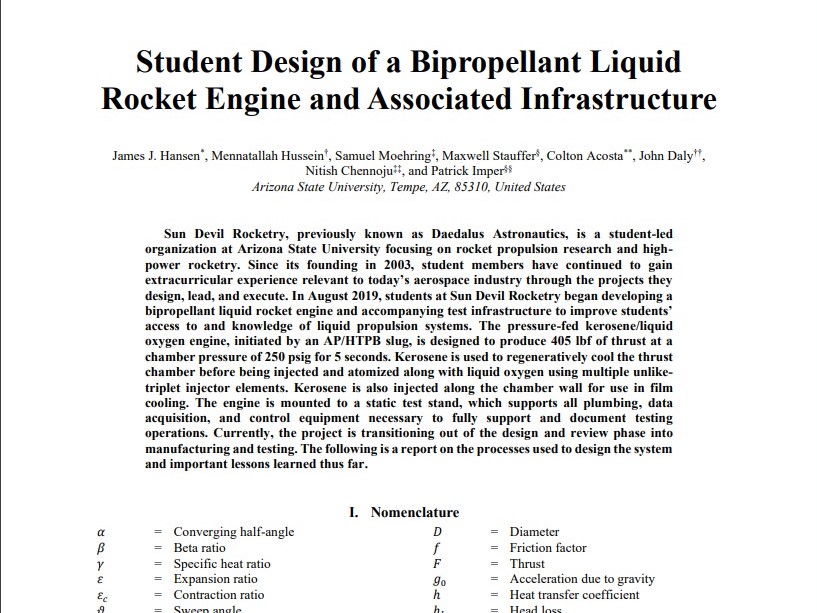 Student Design of a Bipropellant Liquid
Rocket Engine and Associated Infrastructure
James J. Hansen*, Mennatallah Hussein†, Samuel Moehring‡, Maxwell Stauffer§, Colton Acosta**, John Daly††,
Nitish Chennoju‡‡, and Patrick Imper§§
Arizona State University, Tempe, AZ, 85310, United States
Sun Devil Rocketry, previously known as Daedalus Astronautics, is a student-led
organization at Arizona State University focusing on rocket propulsion research and high-
power rocketry. Since its founding in 2003, student members have continued to gain
extracurricular experience relevant to today's aerospace industry through the projects they
design, lead, and execute. In August 2019, students at Sun Devil Rocketry began developing a
bipropellant liquid rocket engine and accompanying test infrastructure to improve students'
access to and knowledge of liquid propulsion systems. The pressure-fed kerosene/liquid
oxygen engine, initiated by an AP/HTPB slug, is designed to produce 405 lbf of thrust at a
chamber pressure of 250 psig for 5 seconds. Kerosene is used to regeneratively cool the thrust
chamber before being injected and atomized along with liquid oxygen using multiple unlike-
triplet injector elements. Kerosene is also injected along the chamber wall for use in film
cooling. The engine is mounted to a static test stand, which supports all plumbing, data
acquisition, and control equipment necessary to fully support and document testing
operations. Currently, the project is transitioning out of the design and review phase into
manufacturing and testing. The following is a report on the processes used to design the system
and important lessons learned thus far.
I. Nomenclature
α = Converging half-angle D = Diameter
β = Beta ratio f = Friction factor
γ = Specific heat ratio F = Thrust
ε = Expansion ratio g₀ = Acceleration due to gravity
ε_c = Contraction ratio h = Heat transfer coefficient
ϑ = Sweep angle = Head loss